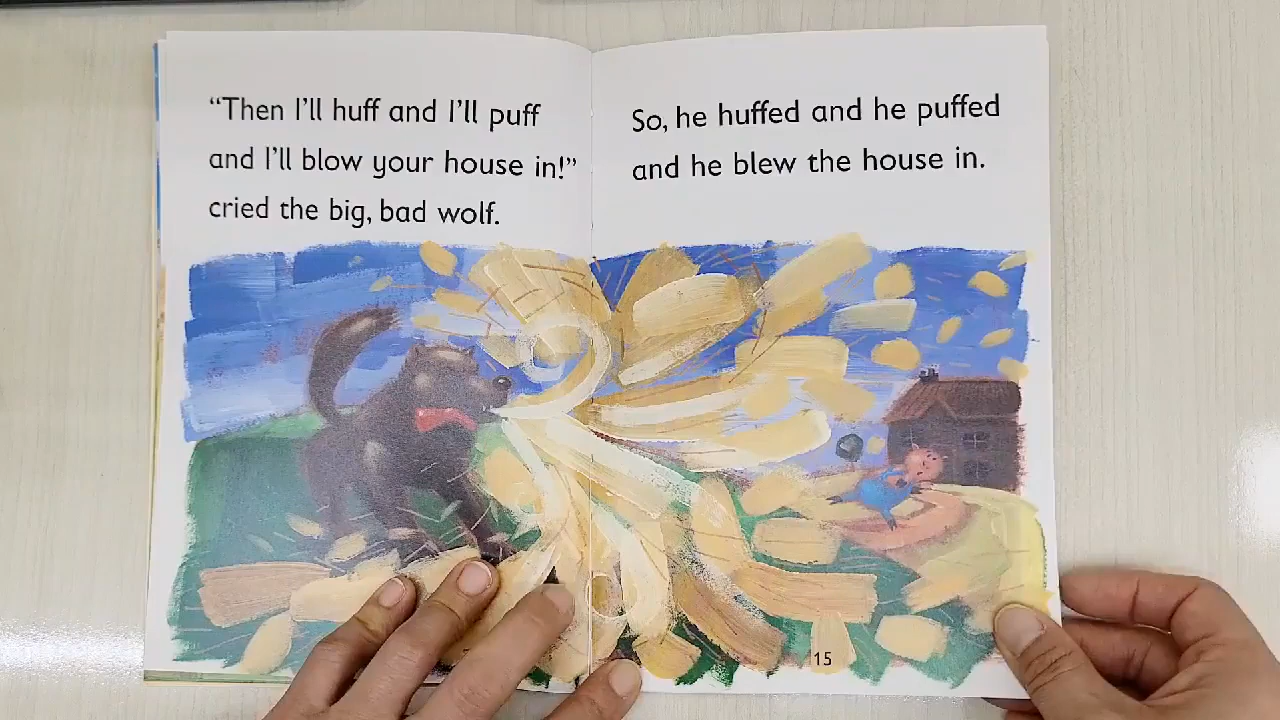 “Then I’ll huff and I’ll puff
and I’ll blow your house in!”
cried the big, bad wolf.
So, he huffed and he puffed
and he blew the house in.
15